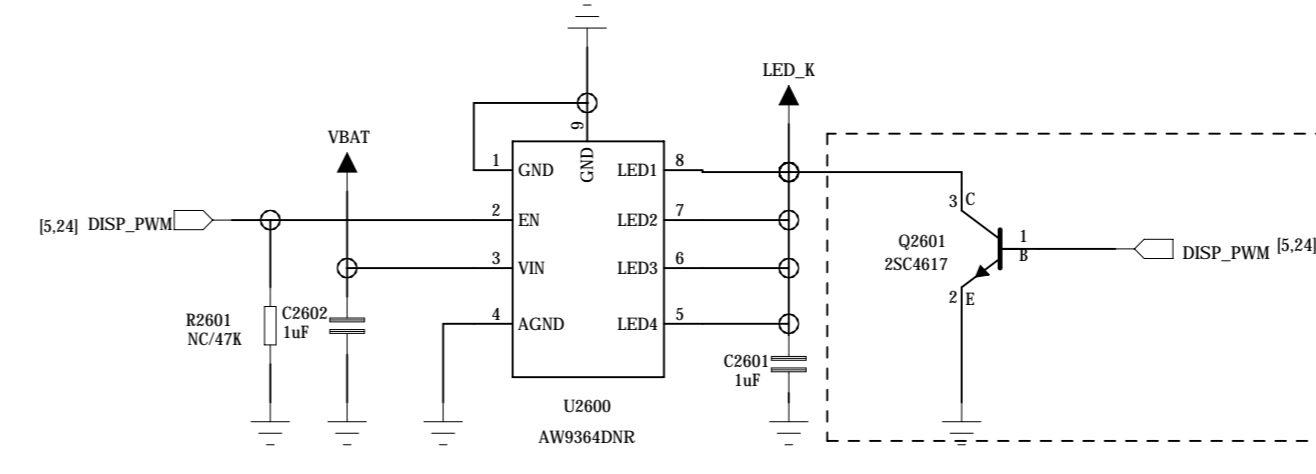 LED_K
VBAT
9
GND
1
GND
LED1
8
3
C
[5,24]
DISP_PWM
2
EN
LED2
7
Q2601
2SC4617
1
B
DISP_PWM
[5,24]
3
VIN
LED3
6
2
E
R2601
NC/47K
C2602
1uF
4
AGND
LED4
5
C2601
1uF
U2600
AW9364DNR